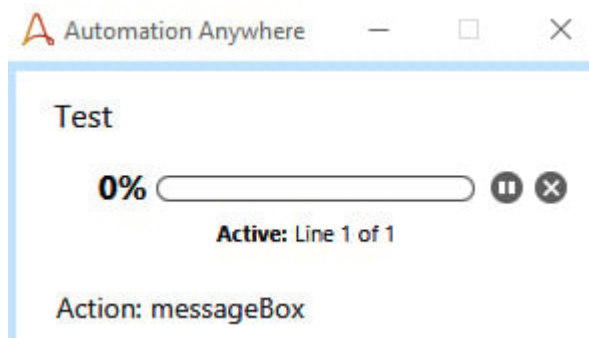 Automation Anywhere
Test
0%
Active: Line 1 of 1
Action: messageBox